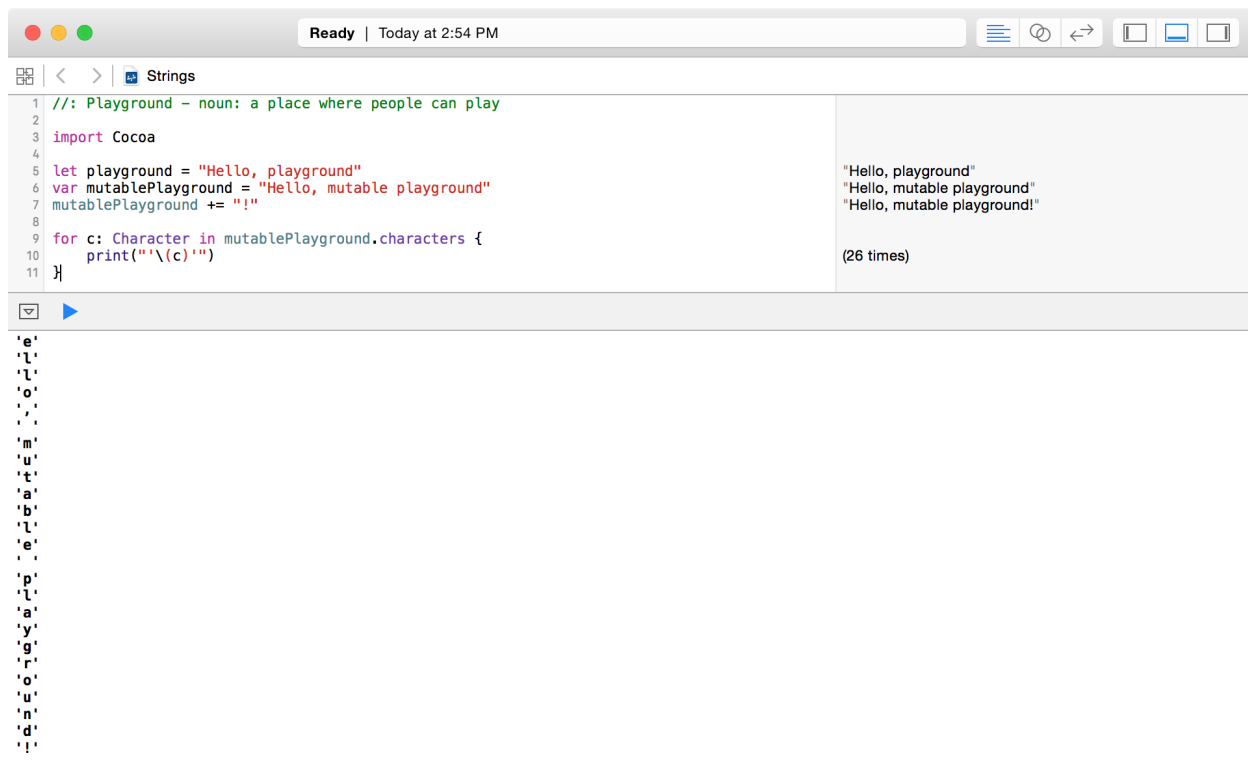 Ready | Today at 2:54 PM
Strings
1 //: Playground – noun: a place where people can play
2
3 import Cocoa
4
5 let playground = "Hello, playground"
6 var mutablePlayground = "Hello, mutable playground"
7 mutablePlayground += "!"
8
9 for c: Character in mutablePlayground.characters {
10     print("'\(c)'")
11 }
"Hello, playground"
"Hello, mutable playground"
"Hello, mutable playground!"
(26 times)
'e'
'l'
'l'
'o'
','
' '
'm'
'u'
't'
'a'
'b'
'l'
'e'
' '
'p'
'l'
'a'
'y'
'g'
'r'
'o'
'u'
'n'
'd'
'!'